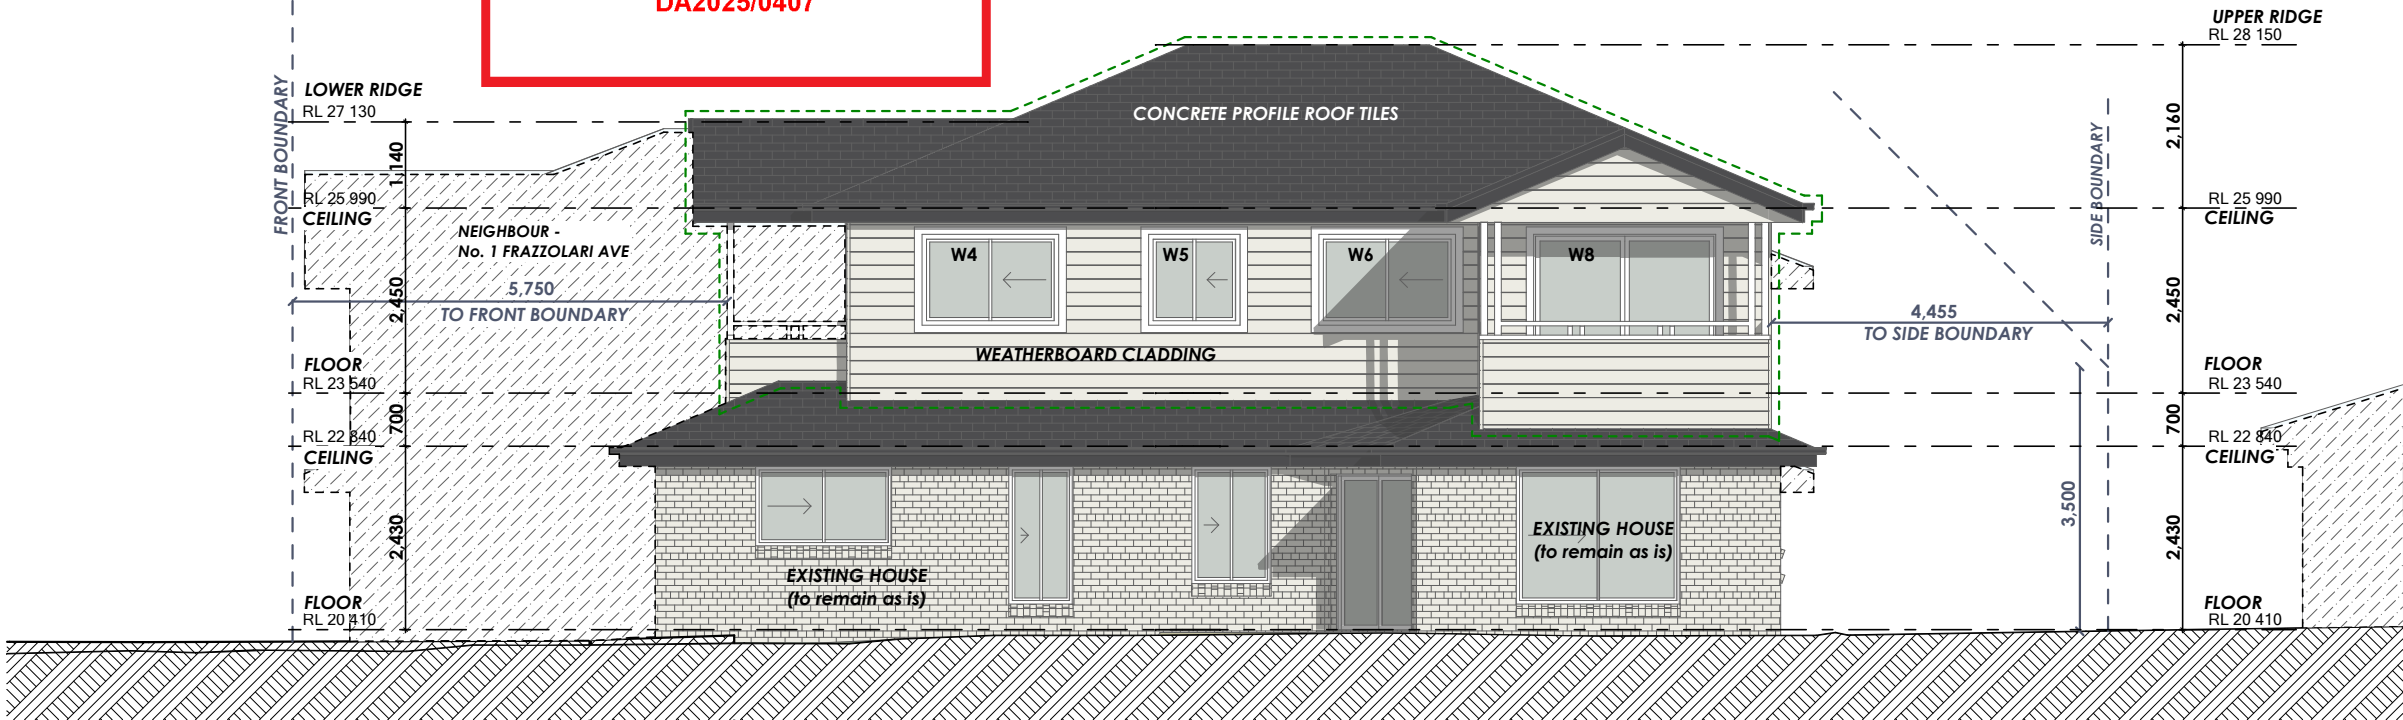 DA2025/0407
UPPER RIDGE
RL 28 150
LOWER RIDGE
RL 27 130
FRONT BOUNDARY
CONCRETE PROFILE ROOF TILES
2,160
SIDE BOUNDARY
1,140
RL 25 990
CEILING
RL 25 990
CEILING
NEIGHBOUR -
No. 1 FRAZZOLARI AVE
W4
W5
W6
W8
5,750
TO FRONT BOUNDARY
2,450
2,450
4,455
TO SIDE BOUNDARY
WEATHERBOARD CLADDING
FLOOR
RL 23 540
FLOOR
RL 23 540
700
700
RL 22 840
CEILING
RL 22 840
CEILING
3,500
2,430
2,430
EXISTING HOUSE
(to remain as is)
EXISTING HOUSE
(to remain as is)
FLOOR
RL 20 410
FLOOR
RL 20 410